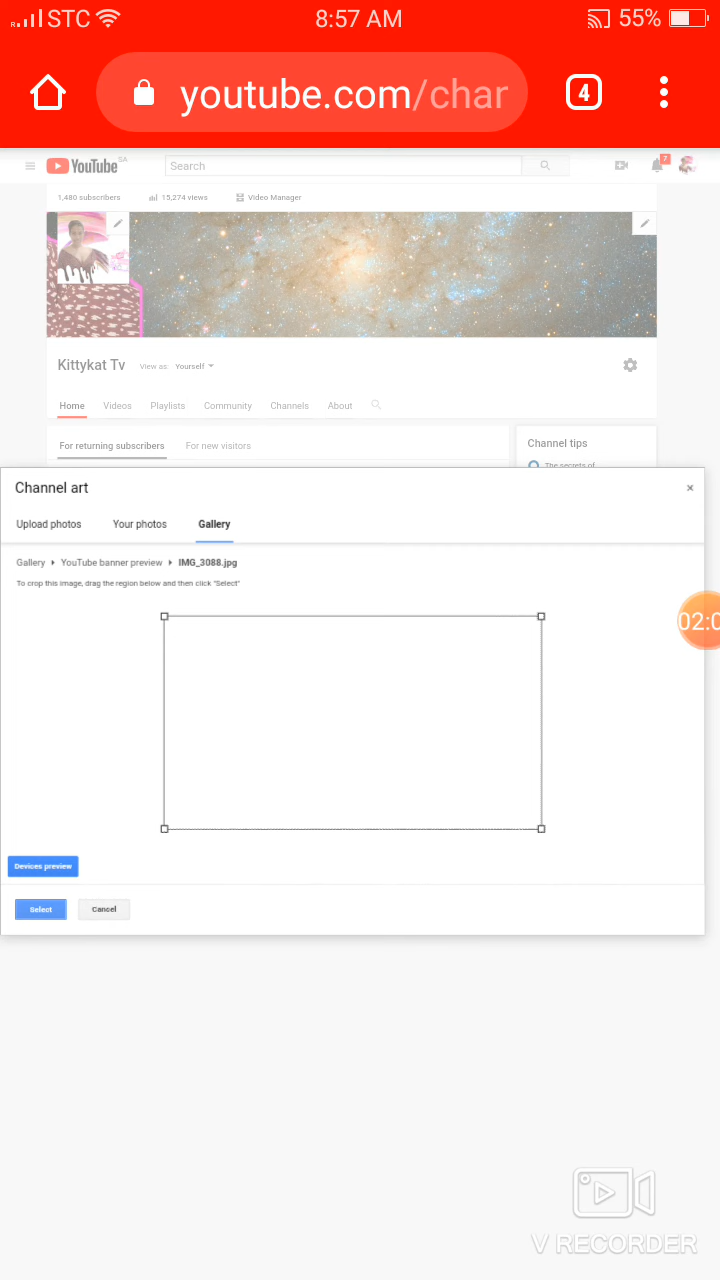 R STC 8:57 AM 55%
youtube.com/char 4
YouTube SA Search 7
1,480 subscribers 15,274 views Video Manager
Kittykat Tv View as: Yourself
Home Videos Playlists Community Channels About
For returning subscribers For new visitors
Channel tips
The secrets of
Channel art ×
Upload photos Your photos Gallery
Gallery YouTube banner preview IMG_3088.jpg
To crop this image, drag the region below and then click "Select"
02:0
Devices preview
Select Cancel
V RECORDER